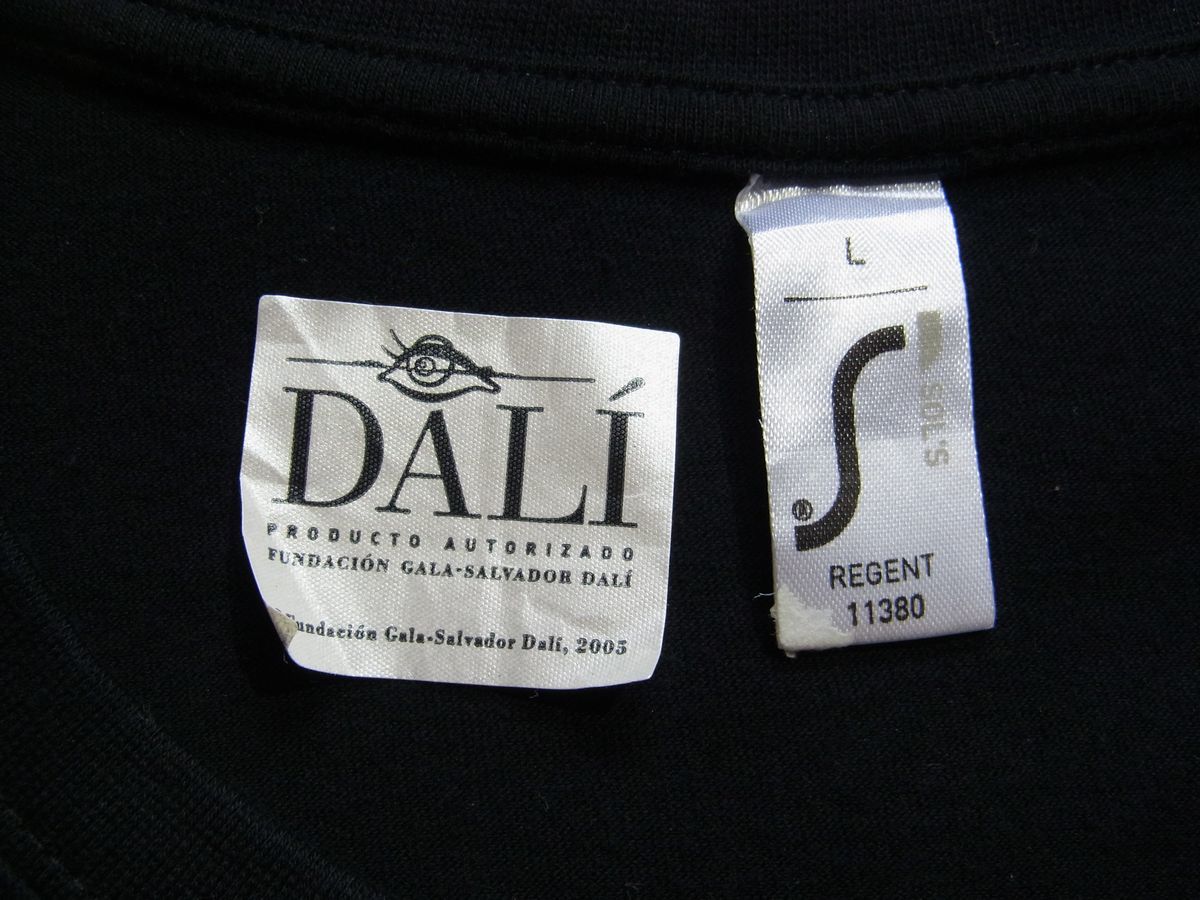 DALÍ
PRODUCTO AUTORIZADO
FUNDACIÓN GALA-SALVADOR DALÍ
Fundación Gala-Salvador Dalí, 2005
L
SOL'S
®
REGENT
11380